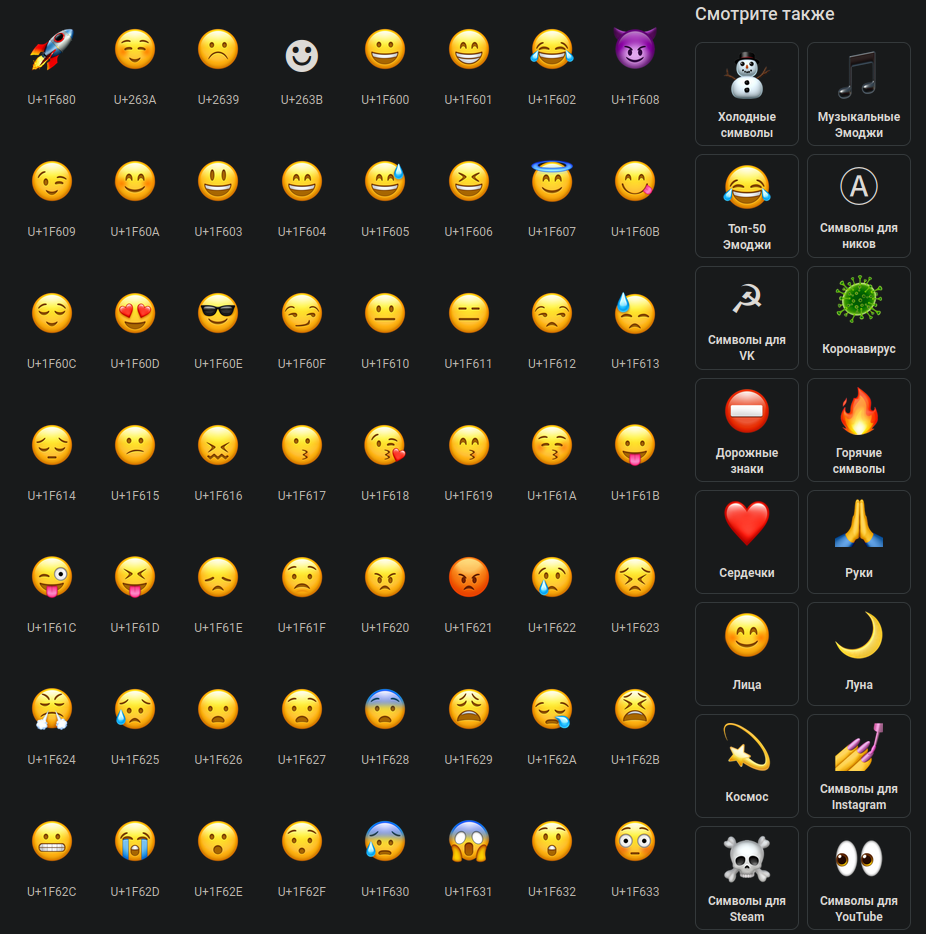 U+1F680 U+263A U+2639 U+263B U+1F600 U+1F601 U+1F602 U+1F608
U+1F609 U+1F60A U+1F603 U+1F604 U+1F605 U+1F606 U+1F607 U+1F60B
U+1F60C U+1F60D U+1F60E U+1F60F U+1F610 U+1F611 U+1F612 U+1F613
U+1F614 U+1F615 U+1F616 U+1F617 U+1F618 U+1F619 U+1F61A U+1F61B
U+1F61C U+1F61D U+1F61E U+1F61F U+1F620 U+1F621 U+1F622 U+1F623
U+1F624 U+1F625 U+1F626 U+1F627 U+1F628 U+1F629 U+1F62A U+1F62B
U+1F62C U+1F62D U+1F62E U+1F62F U+1F630 U+1F631 U+1F632 U+1F633
Смотрите также
Холодные
символы
Музыкальные
Эмоджи
Топ-50
Эмоджи
Ⓐ
Символы для
ников
Символы для
VK
Коронавирус
Дорожные
знаки
Горячие
символы
Сердечки
Руки
Лица
Луна
Космос
Символы для
Instagram
Символы для
Steam
Символы для
YouTube